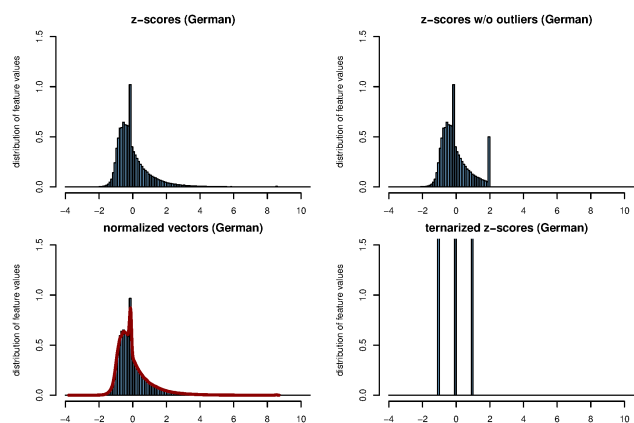 z−scores (German)
distribution of feature values
0.0 0.5 1.0 1.5
−4 −2 0 2 4 6 8 10
z−scores w/o outliers (German)
distribution of feature values
0.0 0.5 1.0 1.5
−4 −2 0 2 4 6 8 10
normalized vectors (German)
distribution of feature values
0.0 0.5 1.0 1.5
−4 −2 0 2 4 6 8 10
ternarized z−scores (German)
distribution of feature values
0.0 0.5 1.0 1.5
−4 −2 0 2 4 6 8 10